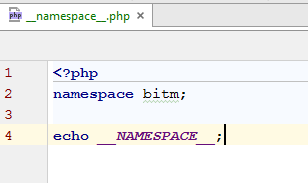 __namespace__.php
1 <?php
2 namespace bitm;
3
4 echo __NAMESPACE__;